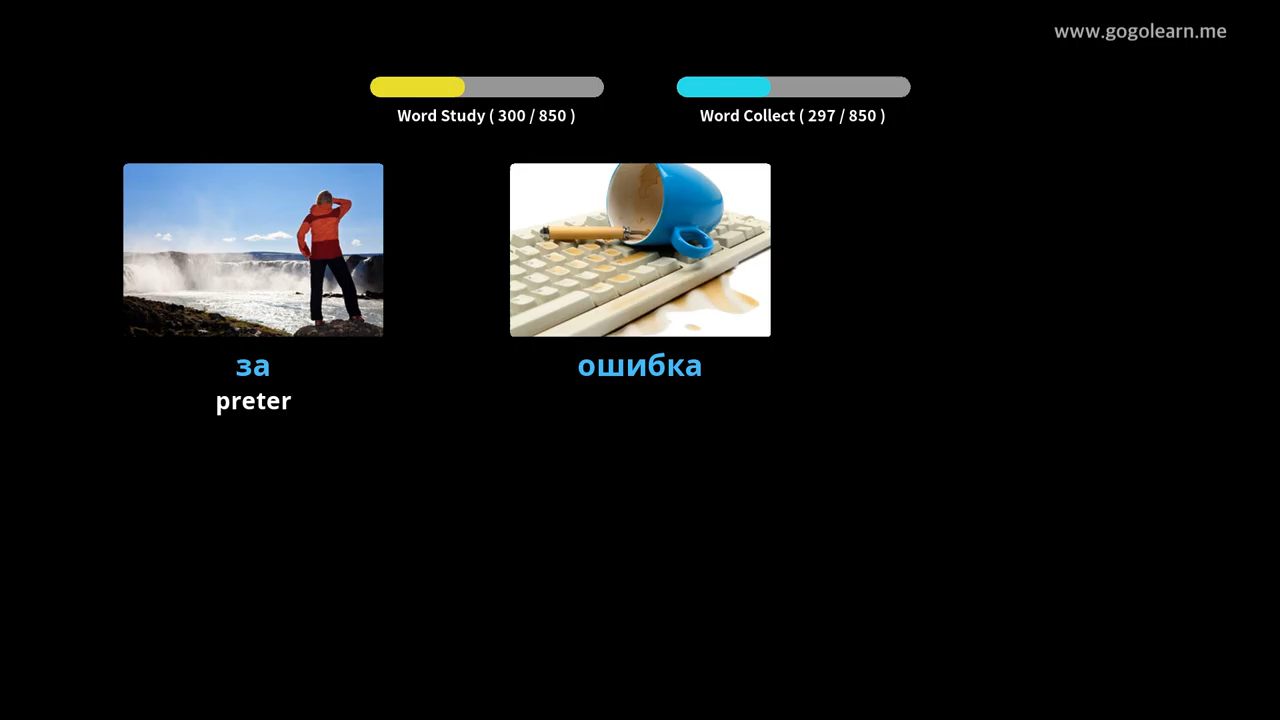 www.gogolearn.me
Word Study ( 300 / 850 )
Word Collect ( 297 / 850 )
за
preter
ошибка